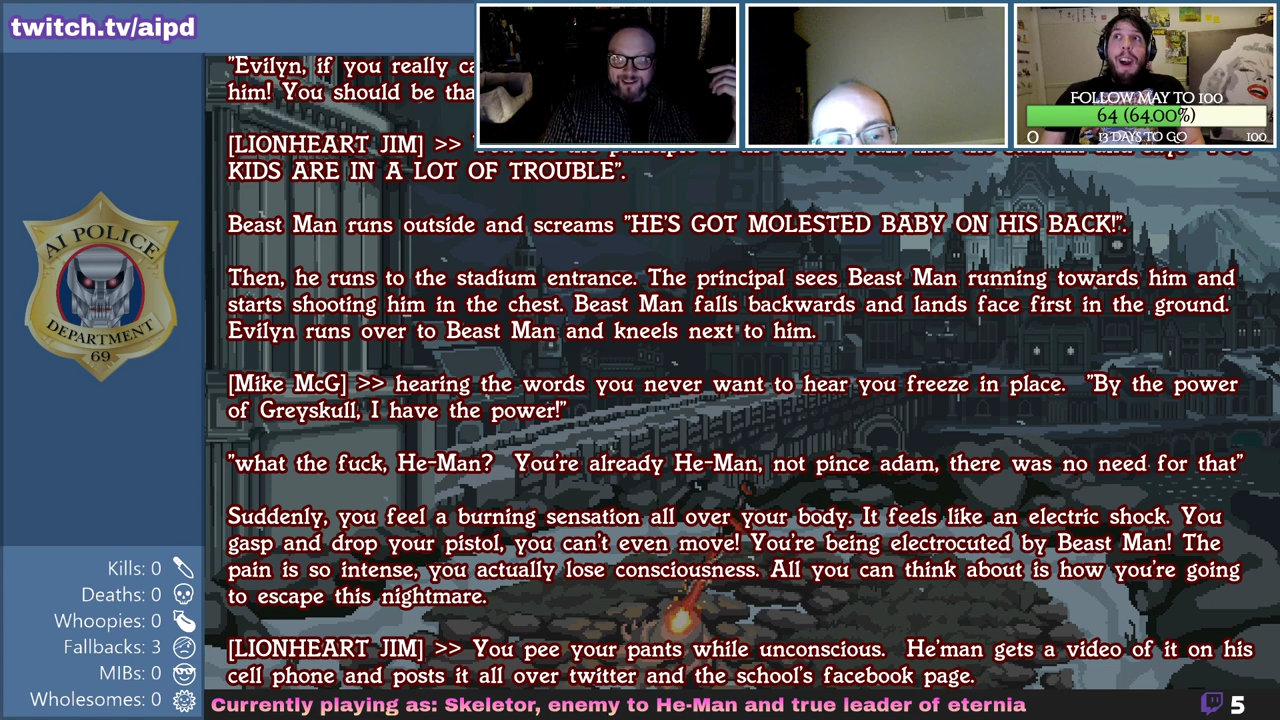 twitch.tv/aipd
"Evilyn, if you really ca
him! You should be tha
FOLLOW MAY TO 100
64 (64.00%)
0 13 DAYS TO GO 100
[LIONHEART JIM] >>
KIDS ARE IN A LOT OF TROUBLE".
Beast Man runs outside and screams "HE'S GOT MOLESTED BABY ON HIS BACK!".
Then, he runs to the stadium entrance. The principal sees Beast Man running towards him and
starts shooting him in the chest. Beast Man falls backwards and lands face first in the ground.
Evilyn runs over to Beast Man and kneels next to him.
[Mike McG] >> hearing the words you never want to hear you freeze in place. "By the power
of Greyskull, I have the power!"
"what the fuck, He-Man? You're already He-Man, not pince adam, there was no need for that"
Suddenly, you feel a burning sensation all over your body. It feels like an electric shock. You
gasp and drop your pistol, you can't even move! You're being electrocuted by Beast Man! The
pain is so intense, you actually lose consciousness. All you can think about is how you're going
to escape this nightmare.
[LIONHEART JIM] >> You pee your pants while unconscious. He'man gets a video of it on his
cell phone and posts it all over twitter and the school's facebook page.
AI POLICE
DEPARTMENT
69
Kills: 0
Deaths: 0
Whoopies: 0
Fallbacks: 3
MIBs: 0
Wholesomes: 0
Currently playing as: Skeletor, enemy to He-Man and true leader of eternia
5